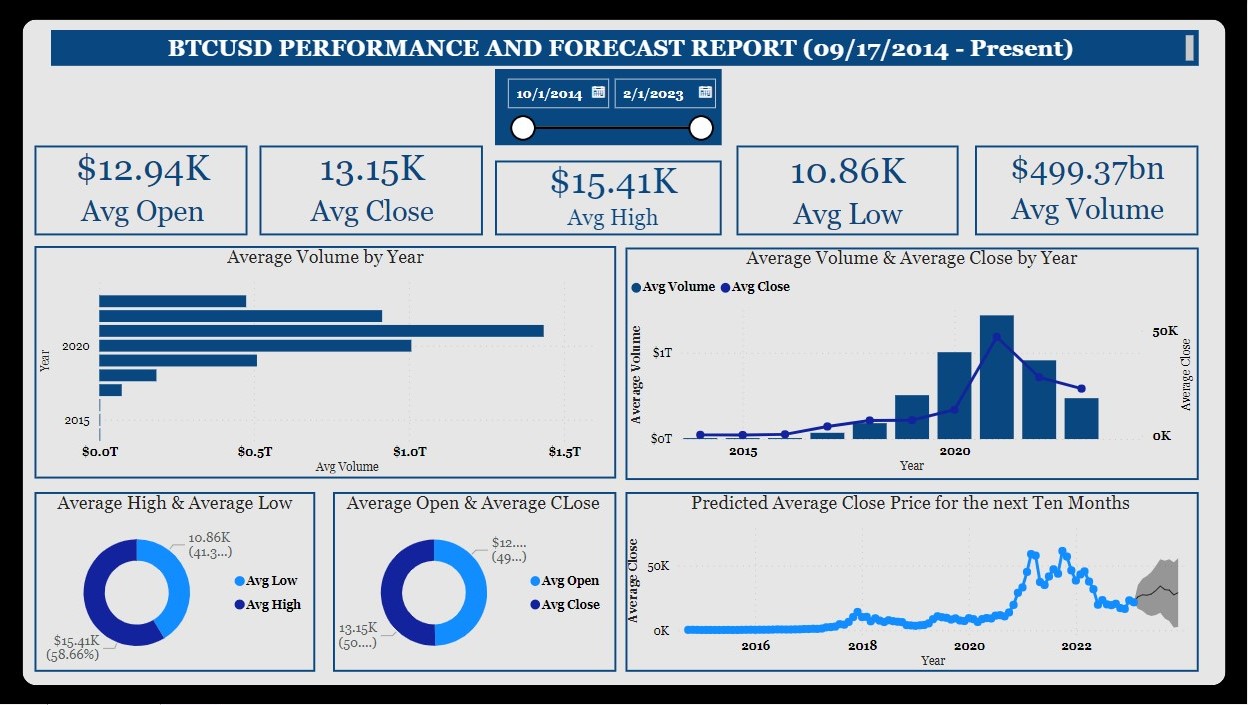 BTCUSD PERFORMANCE AND FORECAST REPORT (09/17/2014 - Present)
10/1/2014
2/1/2023
$12.94K
Avg Open
13.15K
Avg Close
$15.41K
Avg High
10.86K
Avg Low
$499.37bn
Avg Volume
Average Volume by Year
Year
2020
2015
$0.0T
$0.5T
$1.0T
$1.5T
Avg Volume
Average Volume & Average Close by Year
Avg Volume
Avg Close
Average Volume
$1T
$0T
50K
0K
Average Close
2015
2020
Year
Average High & Average Low
10.86K
(41.3...)
Avg Low
Avg High
$15.41K
(58.66%)
Average Open & Average CLose
$12....
(49...)
Avg Open
Avg Close
13.15K
(50....)
Predicted Average Close Price for the next Ten Months
Average Close
50K
0K
2016
2018
2020
2022
Year